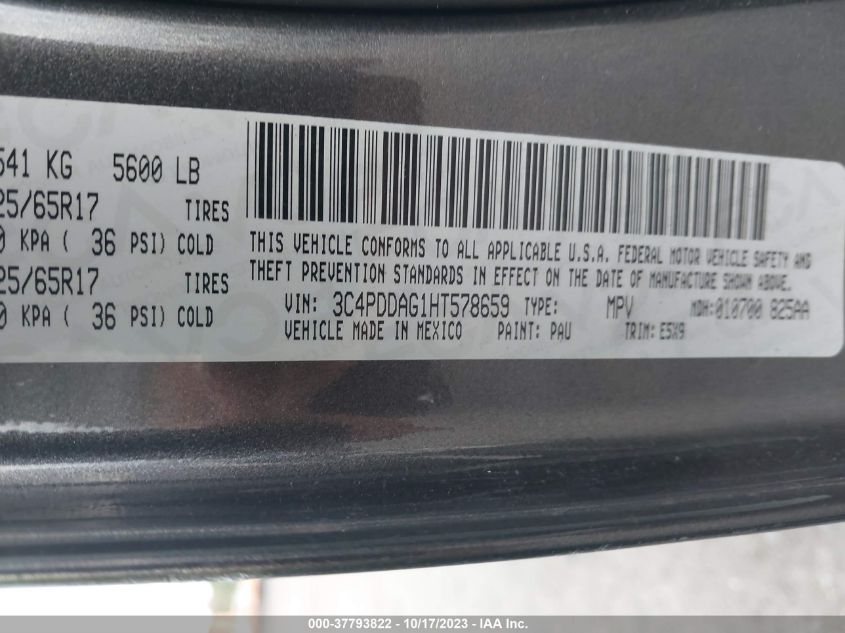 541 KG 5600 LB
25/65R17 TIRES
0 KPA ( 36 PSI) COLD
25/65R17 TIRES
0 KPA ( 36 PSI) COLD
THIS VEHICLE CONFORMS TO ALL APPLICABLE U.S.A. FEDERAL MOTOR VEHICLE SAFETY AND
THEFT PREVENTION STANDARDS IN EFFECT ON THE DATE OF MANUFACTURE SHOWN ABOVE.
VIN: 3C4PDDAG1HT578659 TYPE: MPV MDH:010700 825AA
VEHICLE MADE IN MEXICO PAINT: PAU TRIM: E5X9
000-37793822 - 10/17/2023 - IAA Inc.